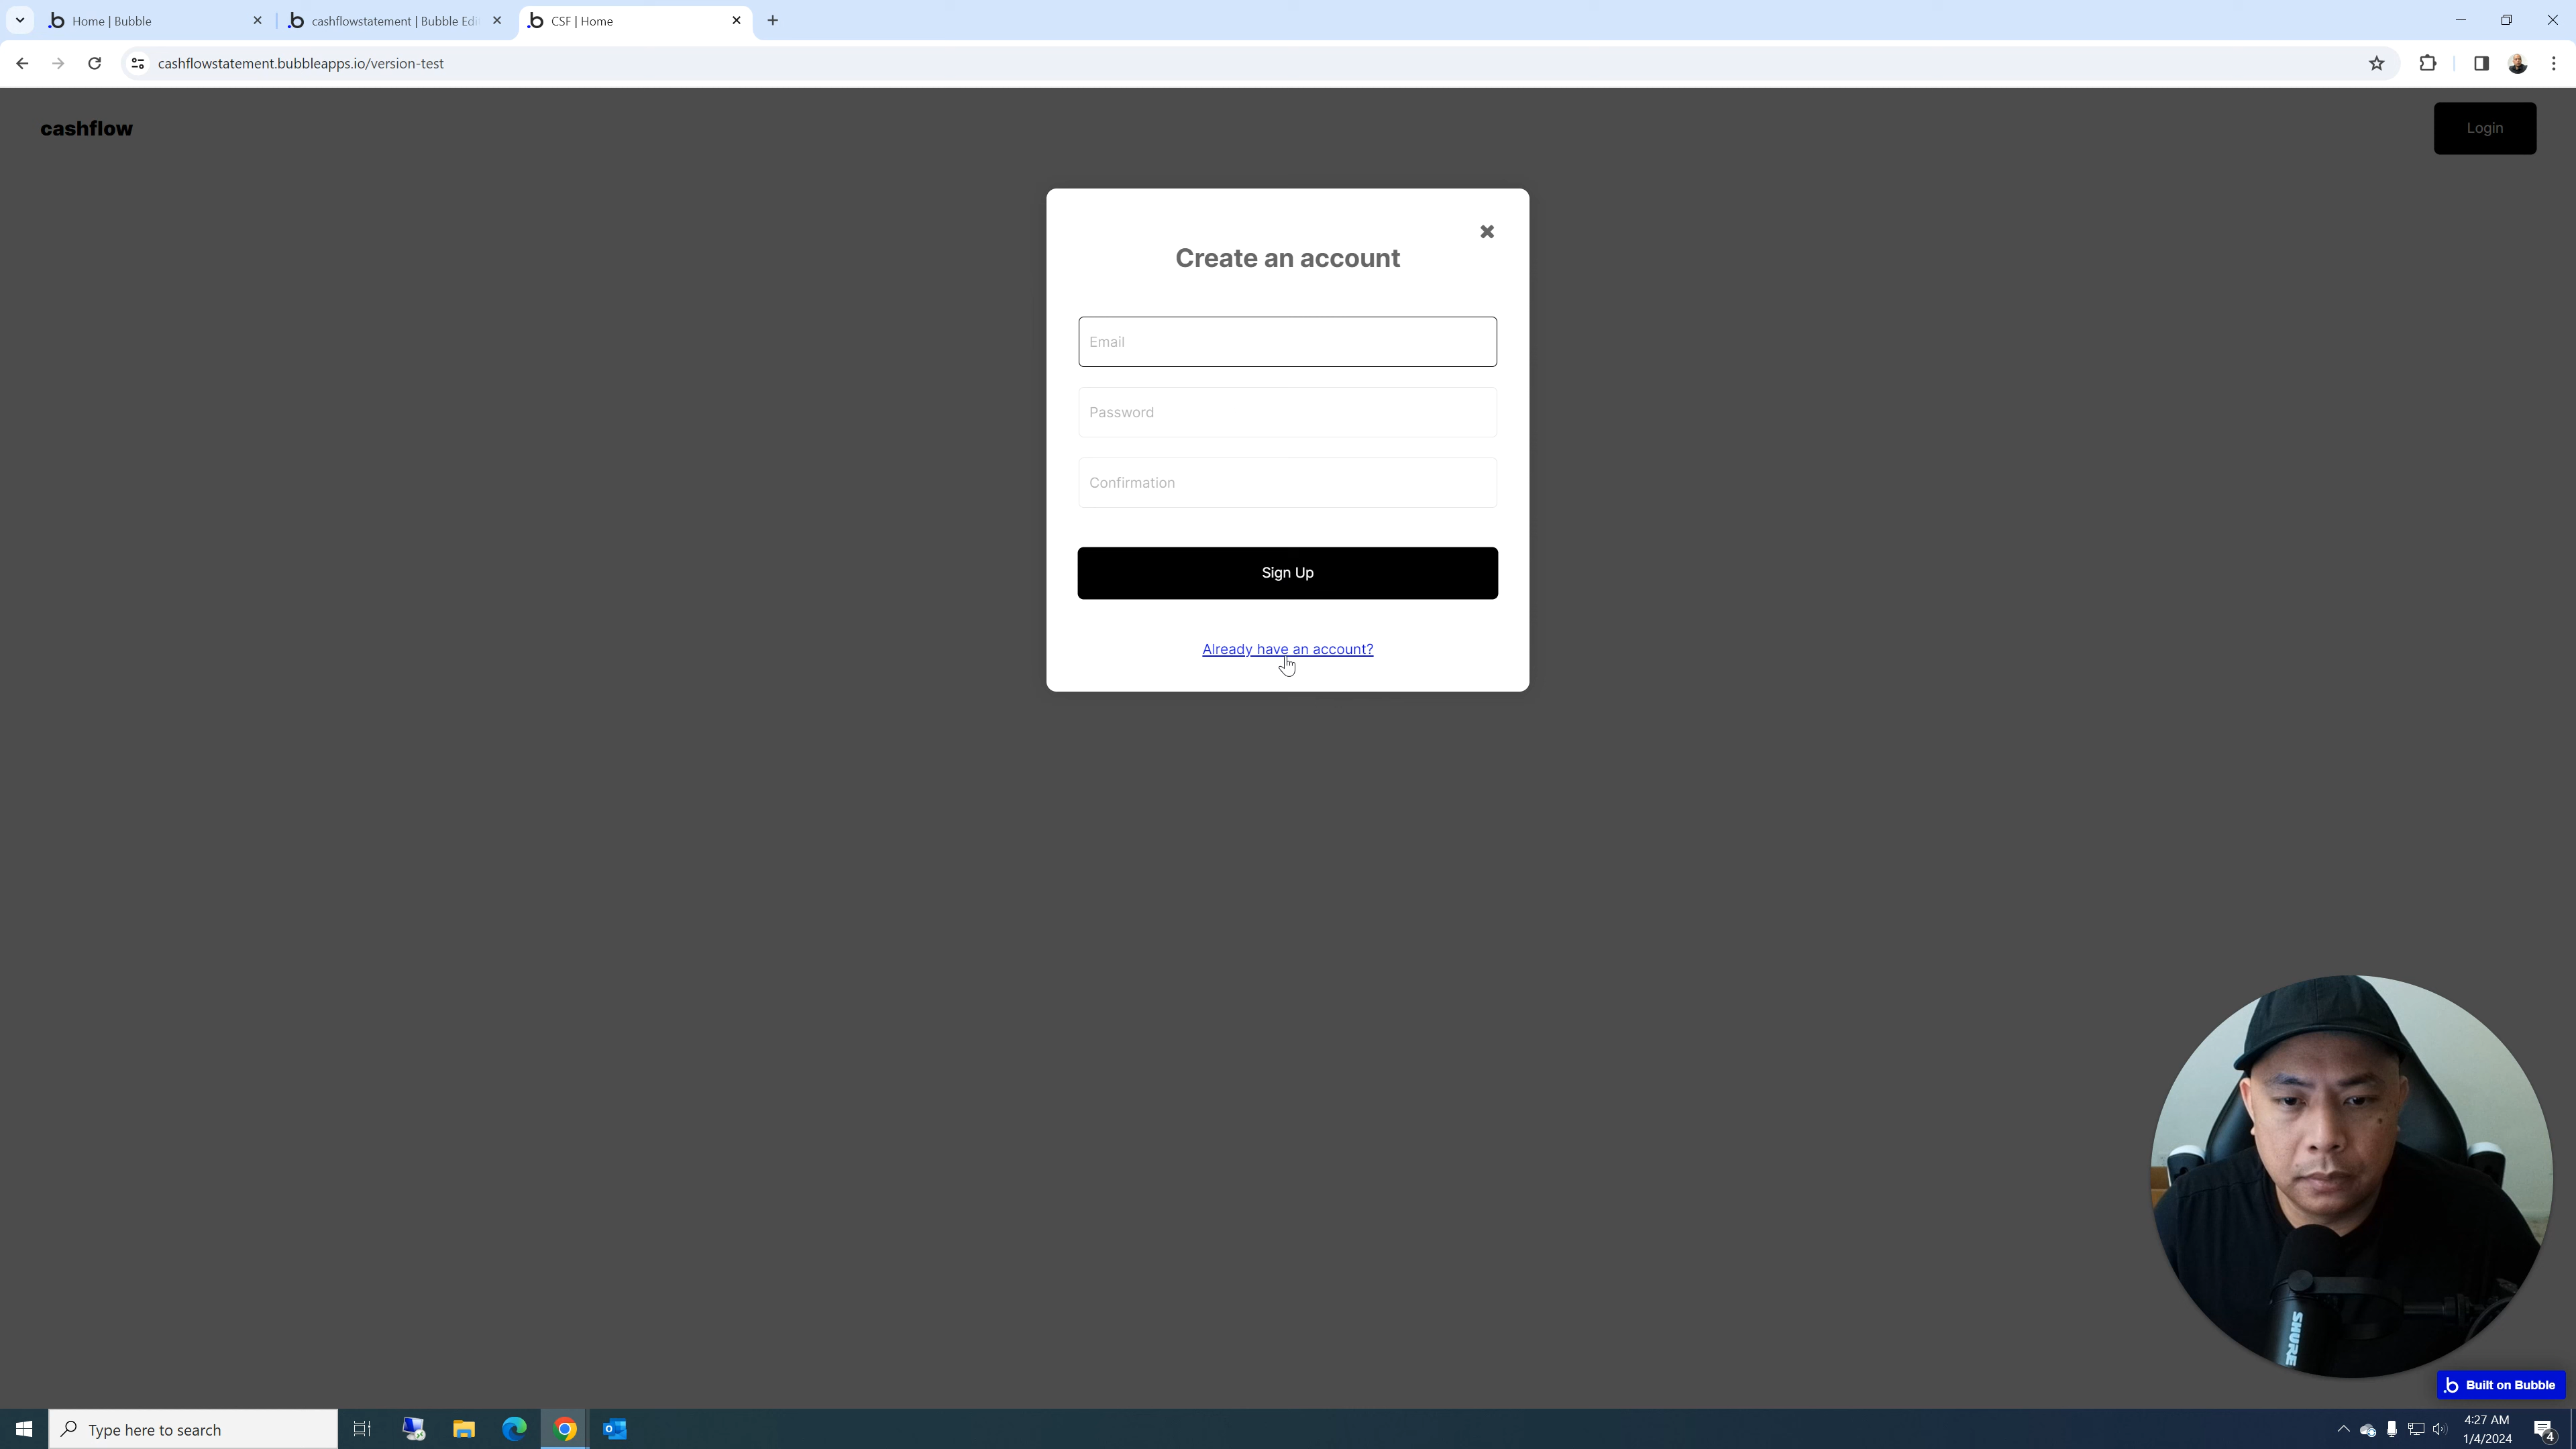 Home | Bubble
cashflowstatement | Bubble Edi
CSF | Home
cashflowstatement.bubbleapps.io/version-test
cashflow
Login
Create an account
Email
Password
Confirmation
Sign Up
Already have an account?
SHURE
Built on Bubble
Type here to search
4:27 AM
1/4/2024
4